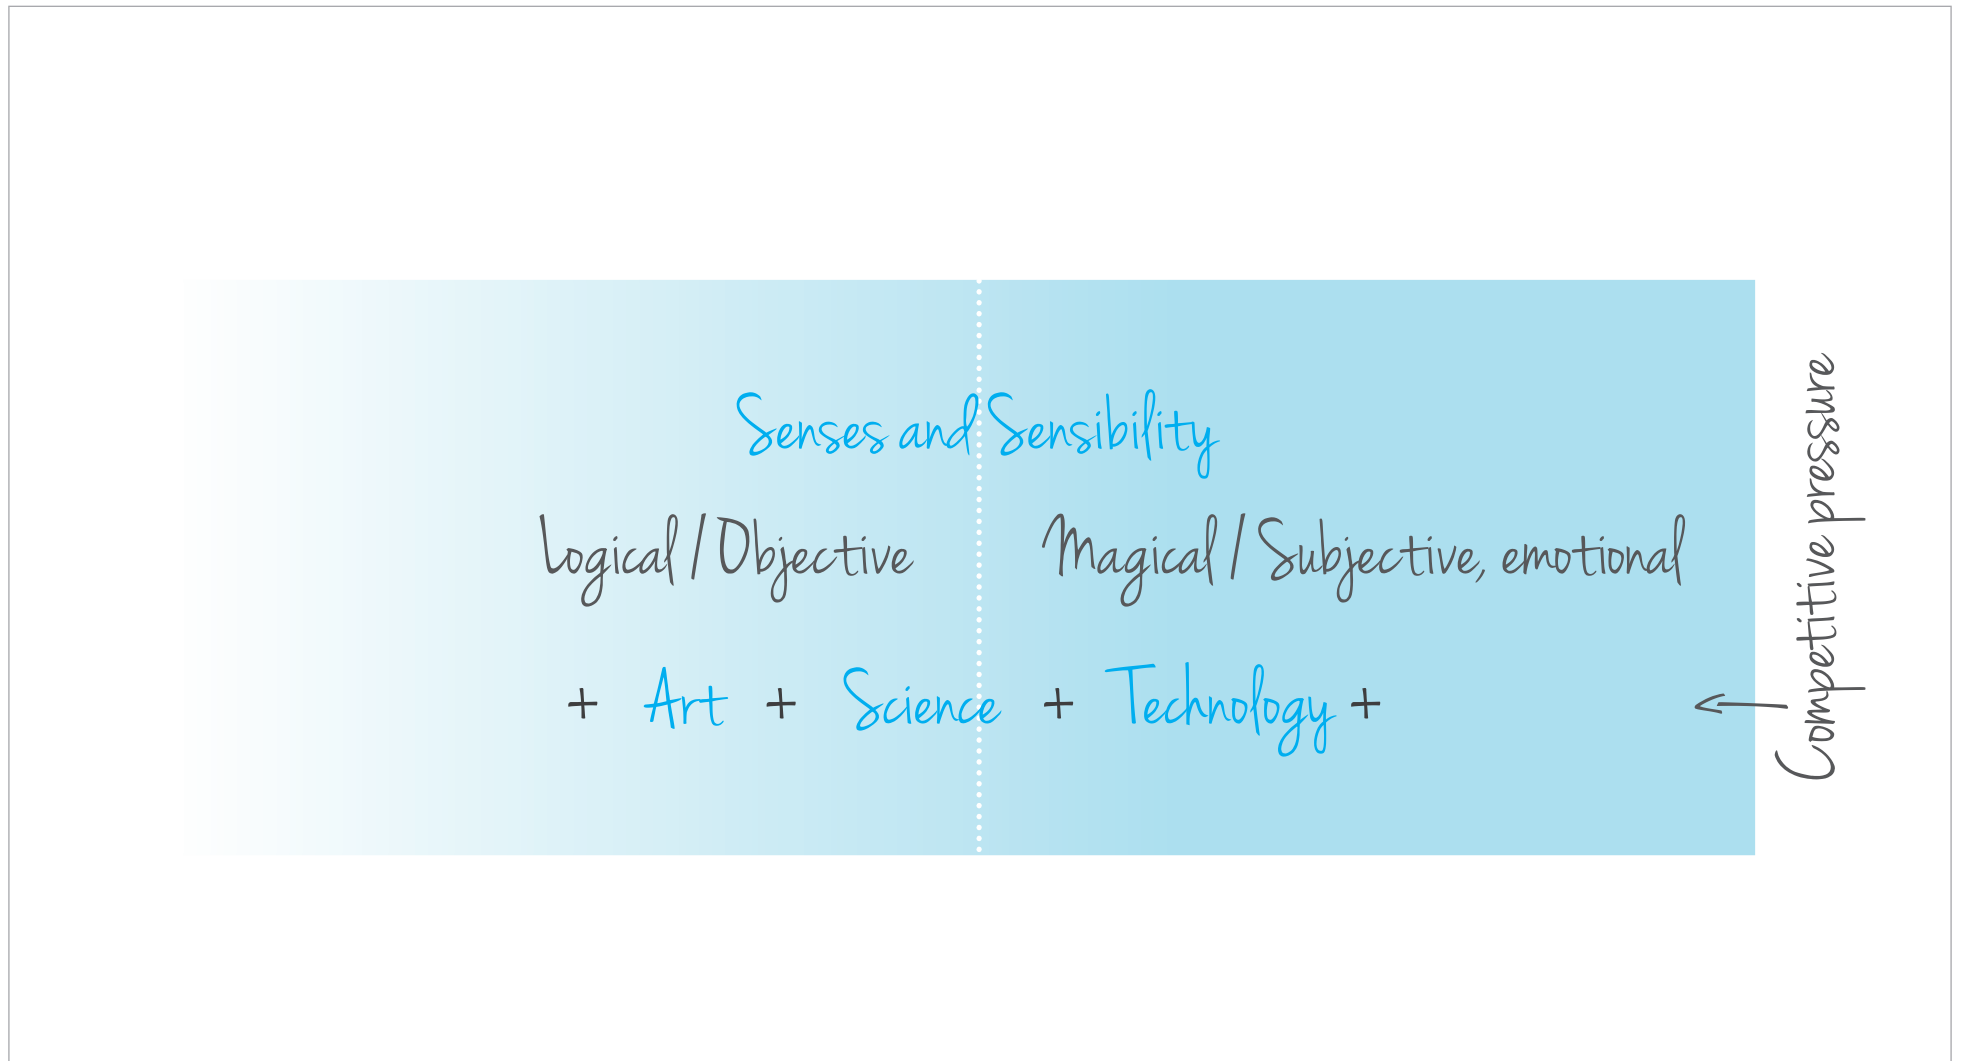 Senses and Sensibility
Logical / Objective
Magical / Subjective, emotional
+ Art + Science + Technology +
Competitive pressure